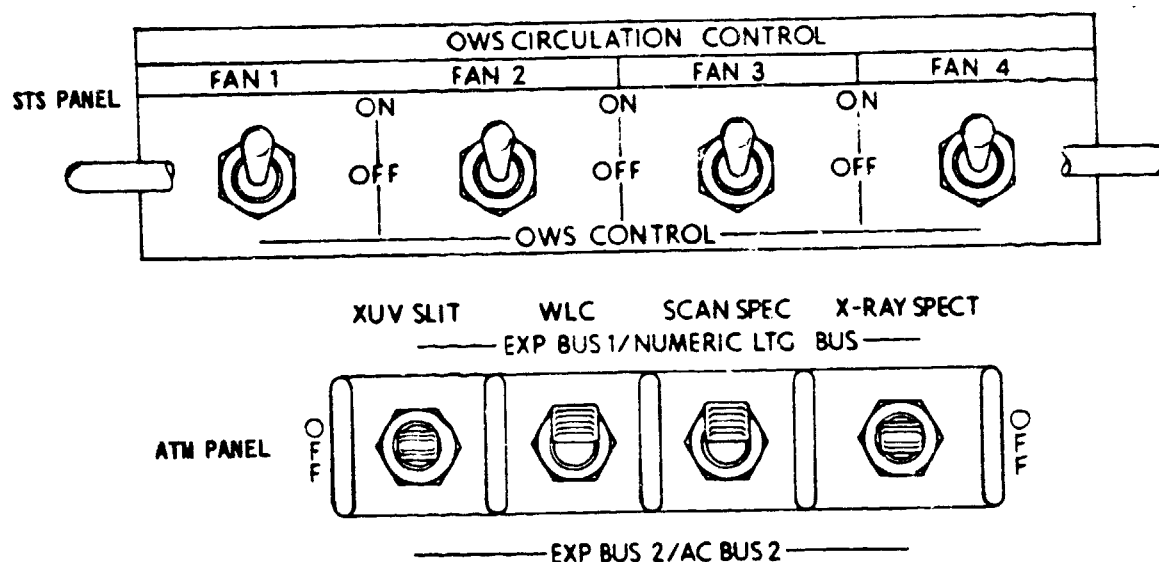 OWS CIRCULATION CONTROL
FAN 1 FAN 2 FAN 3 FAN 4
STS PANEL
ON ON ON
OFF OFF OFF
OWS CONTROL
XUV SLIT WLC SCAN SPEC X-RAY SPECT
EXP BUS 1/NUMERIC LTG BUS
OFF OFF
ATM PANEL
EXP BUS 2/AC BUS 2